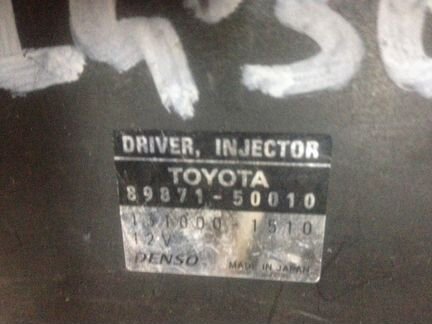 DRIVER, INJECTOR
TOYOTA
89871-50010
131000-1510
12V
DENSO MADE IN JAPAN